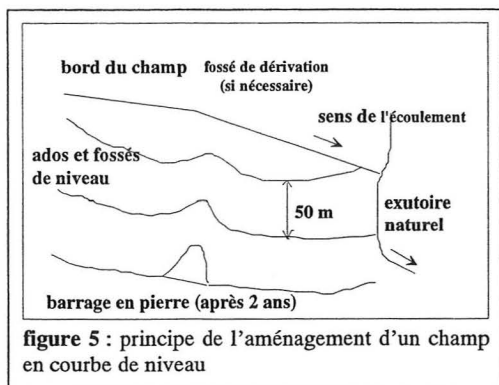 bord du champ
fossé de dérivation
(si nécessaire)
sens de l'écoulement
ados et fossés
de niveau
50 m
exutoire
naturel
barrage en pierre (après 2 ans)
figure 5 : principe de l'aménagement d'un champ
en courbe de niveau